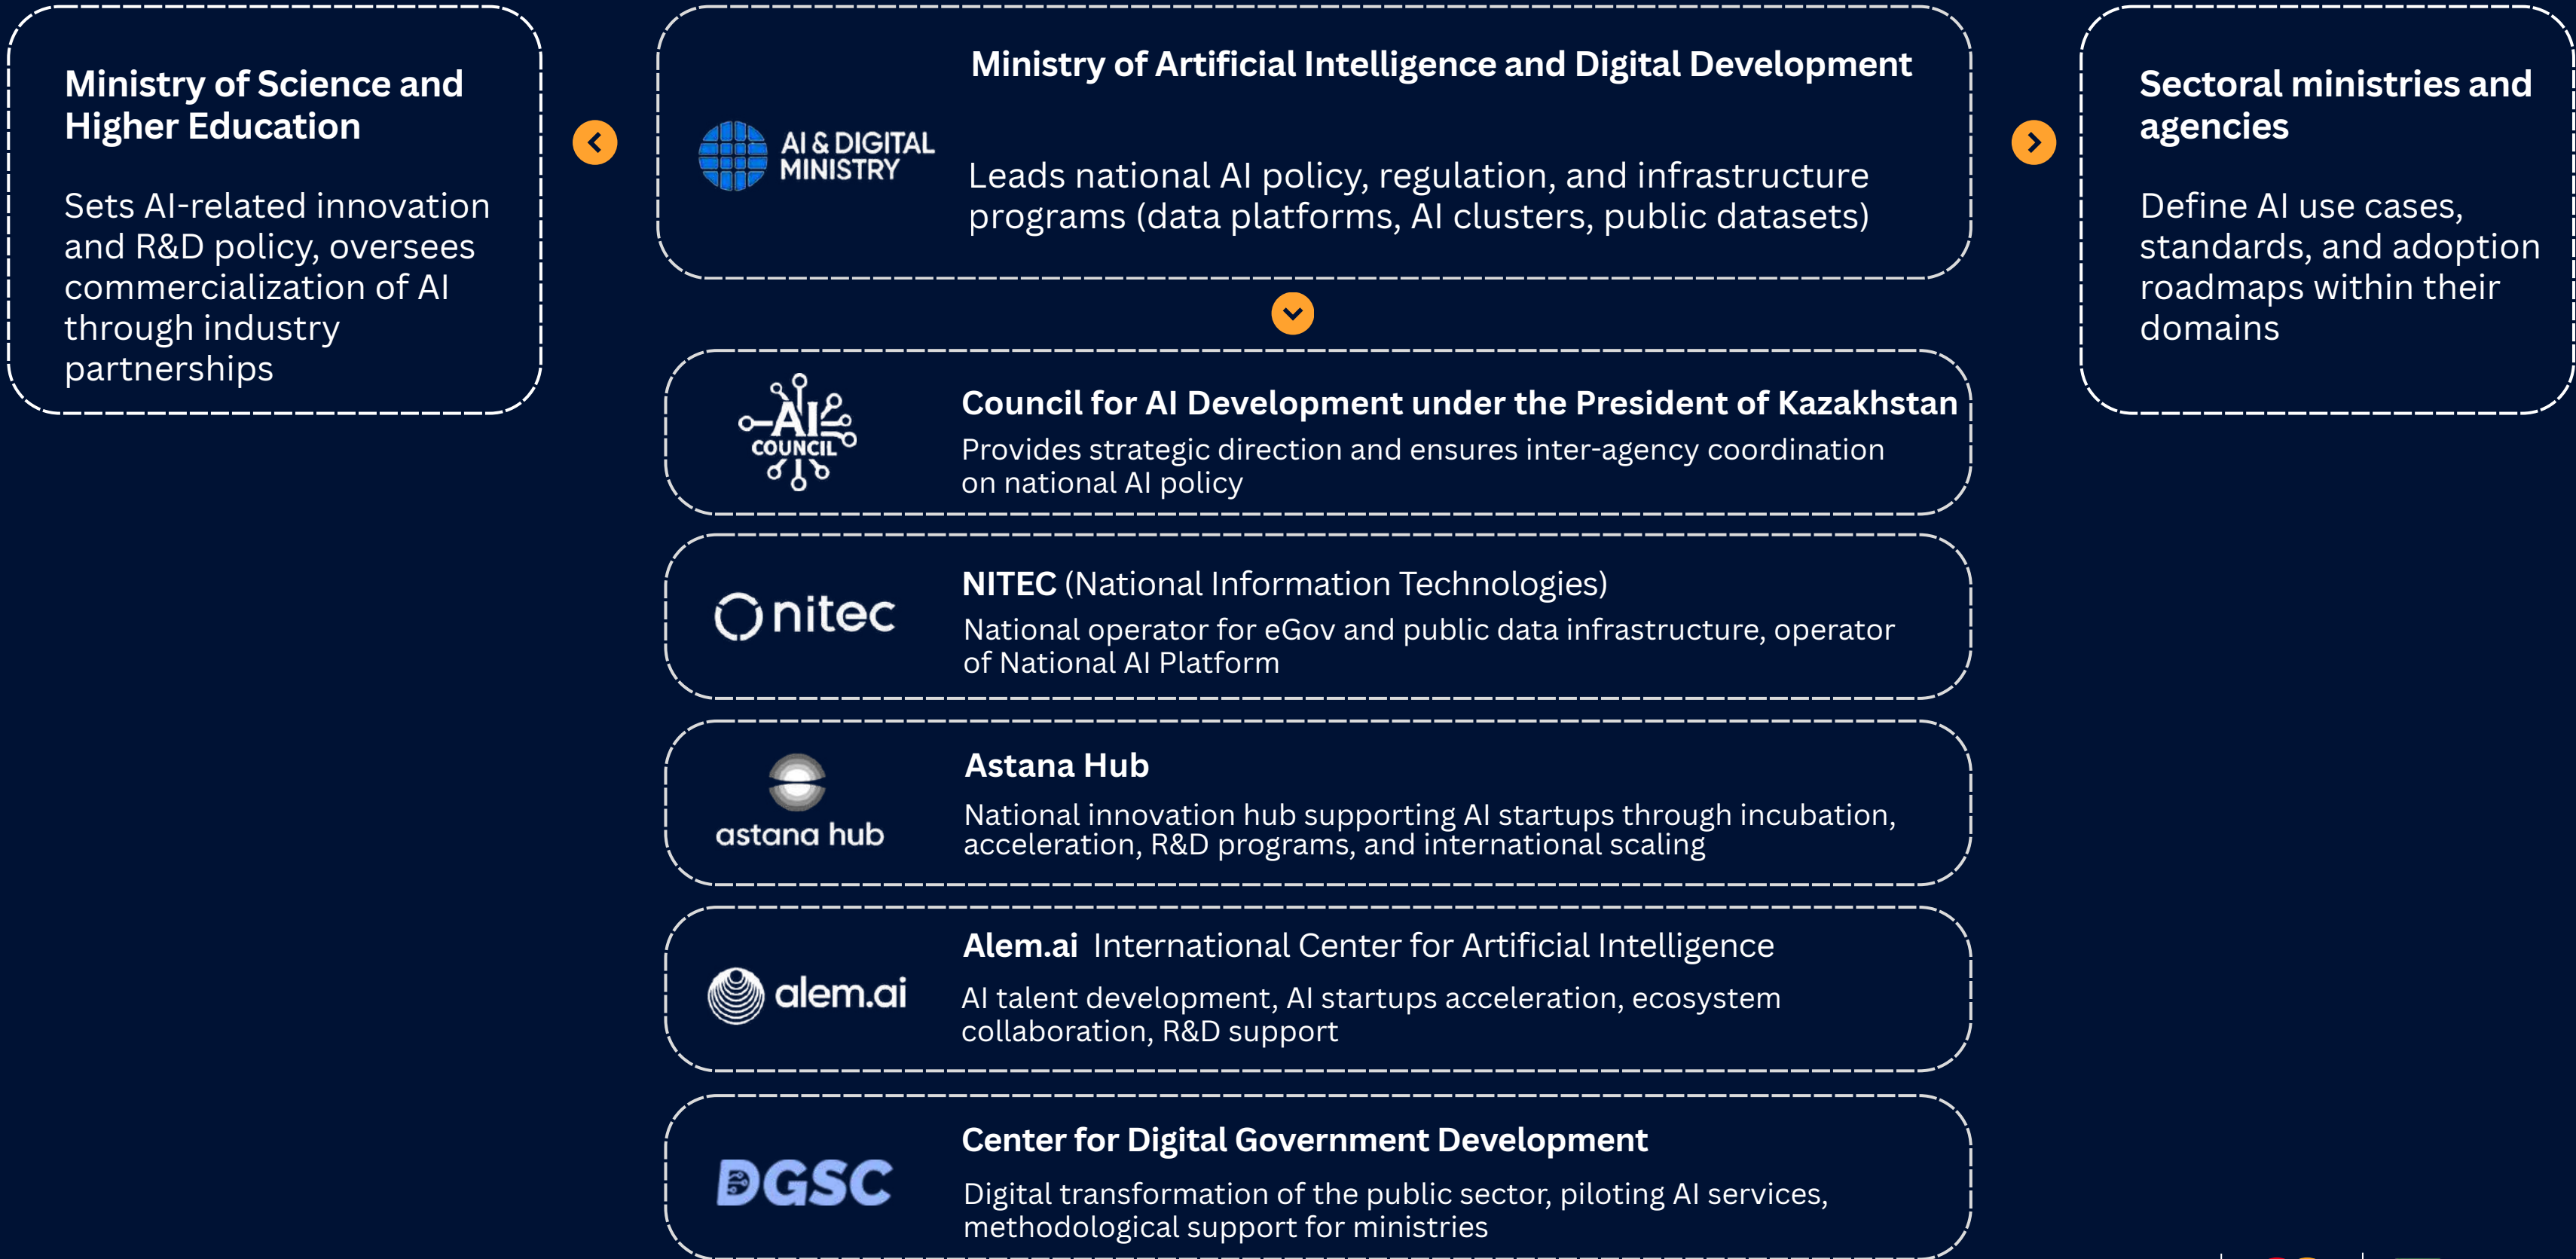 Ministry of Science and
Higher Education
Sets AI-related innovation
and R&D policy, oversees
commercialization of AI
through industry
partnerships
Ministry of Artificial Intelligence and Digital Development
AI & DIGITAL
MINISTRY
Leads national AI policy, regulation, and infrastructure
programs (data platforms, AI clusters, public datasets)
Sectoral ministries and
agencies
Define AI use cases,
standards, and adoption
roadmaps within their
domains
AI
COUNCIL
Council for AI Development under the President of Kazakhstan
Provides strategic direction and ensures inter-agency coordination
on national AI policy
nitec
NITEC (National Information Technologies)
National operator for eGov and public data infrastructure, operator
of National AI Platform
astana hub
Astana Hub
National innovation hub supporting AI startups through incubation,
acceleration, R&D programs, and international scaling
alem.ai
Alem.ai International Center for Artificial Intelligence
AI talent development, AI startups acceleration, ecosystem
collaboration, R&D support
DGSC
Center for Digital Government Development
Digital transformation of the public sector, piloting AI services,
methodological support for ministries